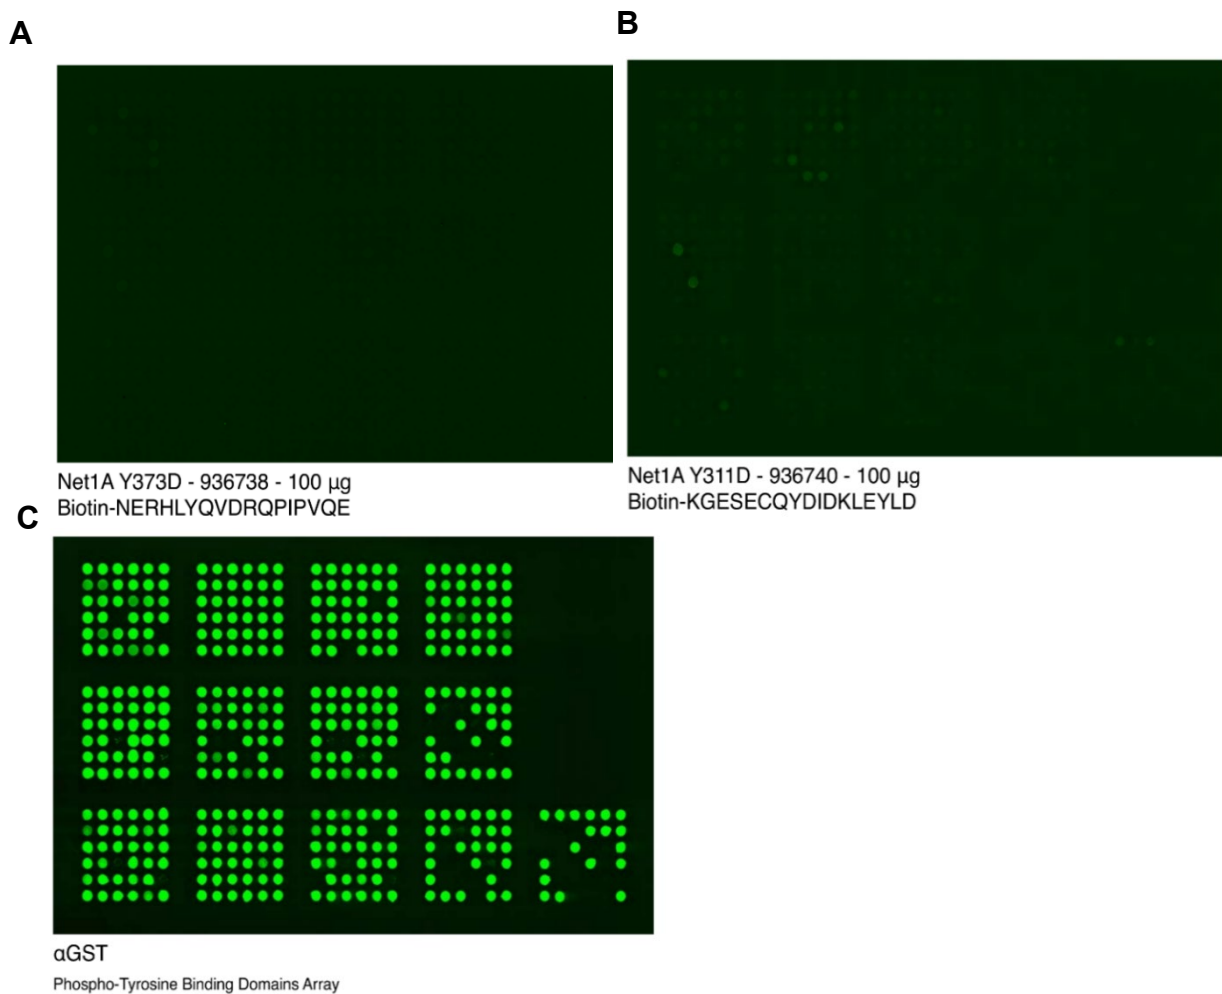 A
B
Net1A Y373D - 936738 - 100 µg
Biotin-NERHLYQVDRQPIPVQE
Net1A Y311D - 936740 - 100 µg
Biotin-KGESECQYDIDKLEYLD
C
αGST
Phospho-Tyrosine Binding Domains Array